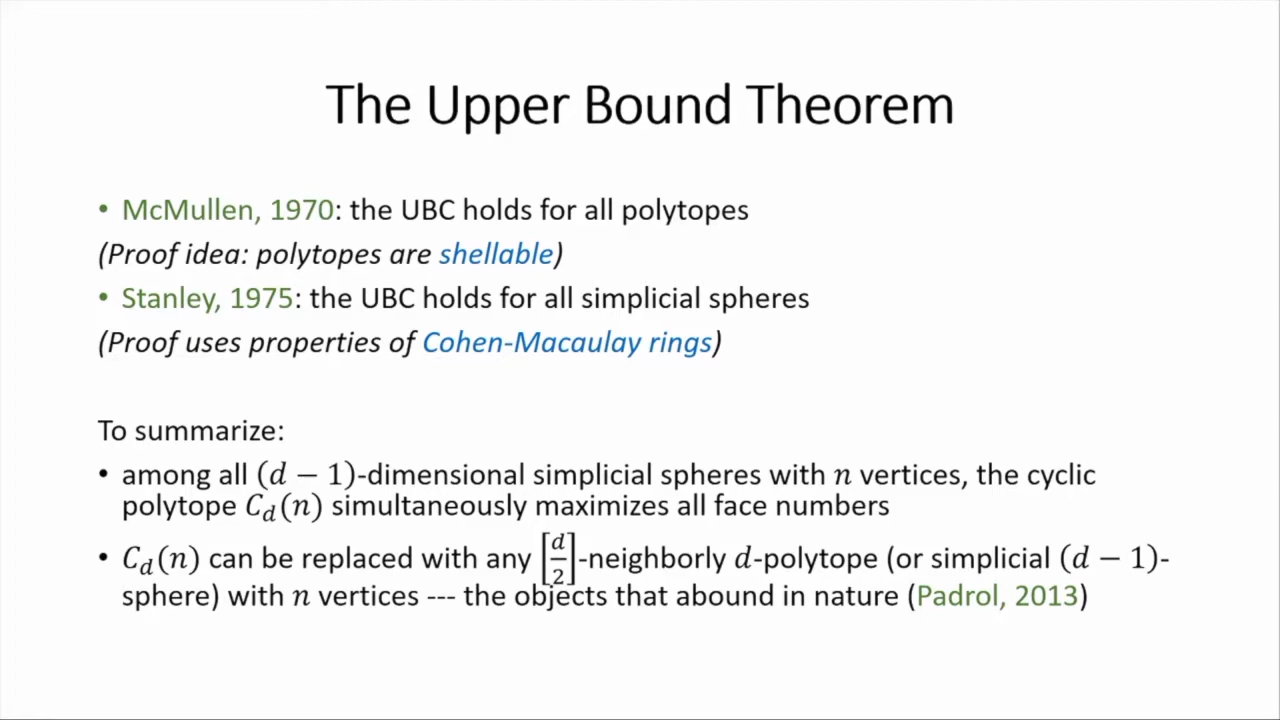 The Upper Bound Theorem
• McMullen, 1970: the UBC holds for all polytopes
(Proof idea: polytopes are shellable)
• Stanley, 1975: the UBC holds for all simplicial spheres
(Proof uses properties of Cohen-Macaulay rings)
To summarize:
• among all (d − 1)-dimensional simplicial spheres with n vertices, the cyclic
polytope C_d(n) simultaneously maximizes all face numbers
• C_d(n) can be replaced with any [d/2]-neighborly d-polytope (or simplicial (d − 1)-
sphere) with n vertices --- the objects that abound in nature (Padrol, 2013)